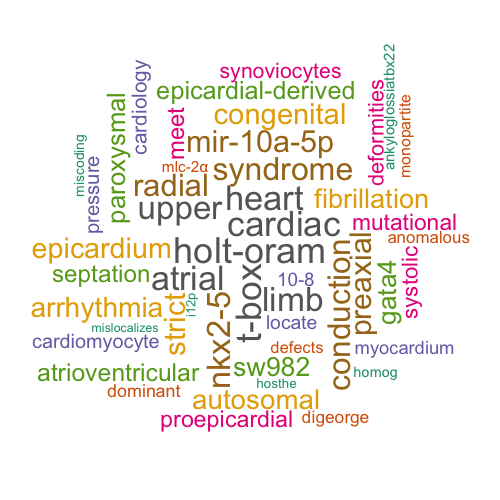 synoviocytes
epicardial-derived
cardiology
paroxysmal
meet
congenital
deformities
ankyloglossiatbx22
monopartite
miscoding
pressure
mir-10a-5p
mlc-2α
syndrome
radial
upper
heart
fibrillation
cardiac
mutational
anomalous
epicardium
holt-oram
septation
atrial
t-box
10-8
limb
conduction
preaxial
gata4
systolic
arrhythmia
strict
i12p
nkx2-5
locate
mislocalizes
cardiomyocyte
defects
myocardium
atrioventricular
sw982
homog
hosthe
dominant
autosomal
proepicardial
digeorge